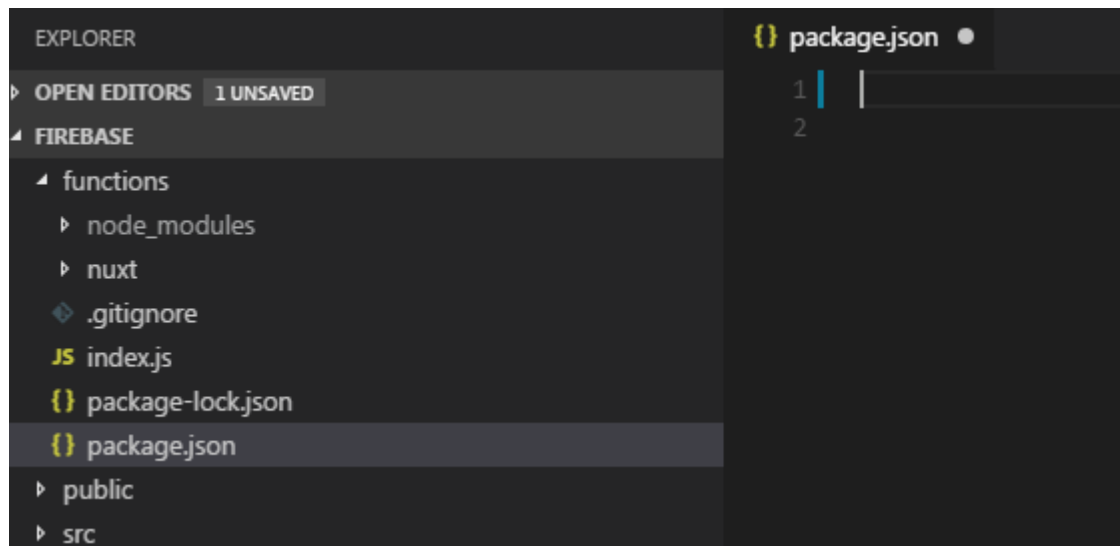 EXPLORER
OPEN EDITORS 1 UNSAVED
FIREBASE
functions
node_modules
nuxt
.gitignore
JS index.js
{} package-lock.json
{} package.json
public
src
{} package.json
1
2